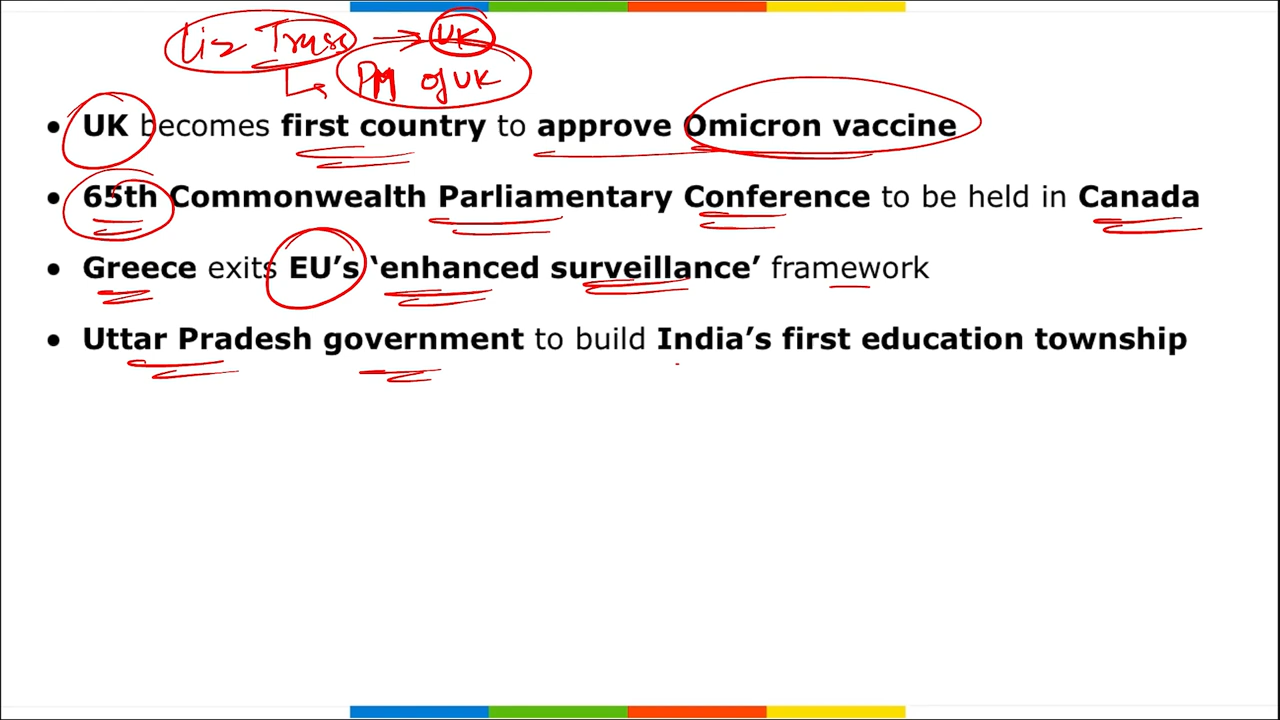 Liz Truss → UK
PM of UK
• UK becomes first country to approve Omicron vaccine
• 65th Commonwealth Parliamentary Conference to be held in Canada
• Greece exits EU’s ‘enhanced surveillance’ framework
• Uttar Pradesh government to build India’s first education township